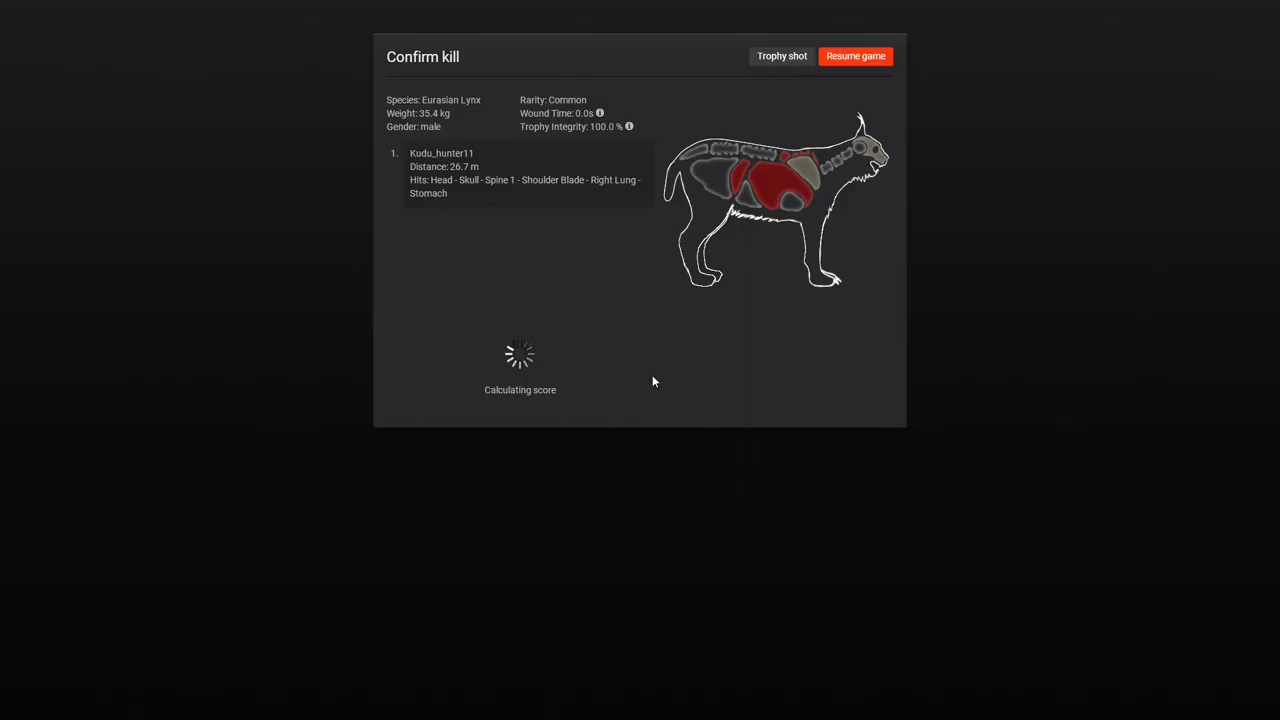 Confirm kill
Trophy shot
Resume game
Species: Eurasian Lynx
Rarity: Common
Weight: 35.4 kg
Wound Time: 0.0s
Gender: male
Trophy Integrity: 100.0 %
1. Kudu_hunter11
Distance: 26.7 m
Hits: Head - Skull - Spine 1 - Shoulder Blade - Right Lung -
Stomach
Calculating score